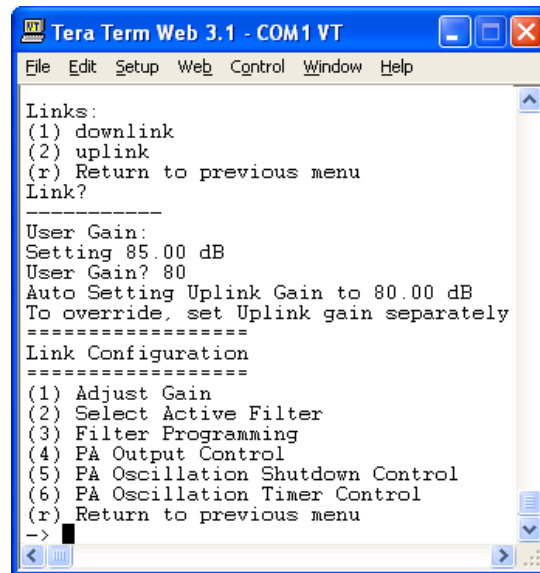 Tera Term Web 3.1 - COM1 VT
File Edit Setup Web Control Window Help
Links:
(1) downlink
(2) uplink
(r) Return to previous menu
Link?
-----------
User Gain:
Setting 85.00 dB
User Gain? 80
Auto Setting Uplink Gain to 80.00 dB
To override, set Uplink gain separately
==================
Link Configuration
==================
(1) Adjust Gain
(2) Select Active Filter
(3) Filter Programming
(4) PA Output Control
(5) PA Oscillation Shutdown Control
(6) PA Oscillation Timer Control
(r) Return to previous menu
->